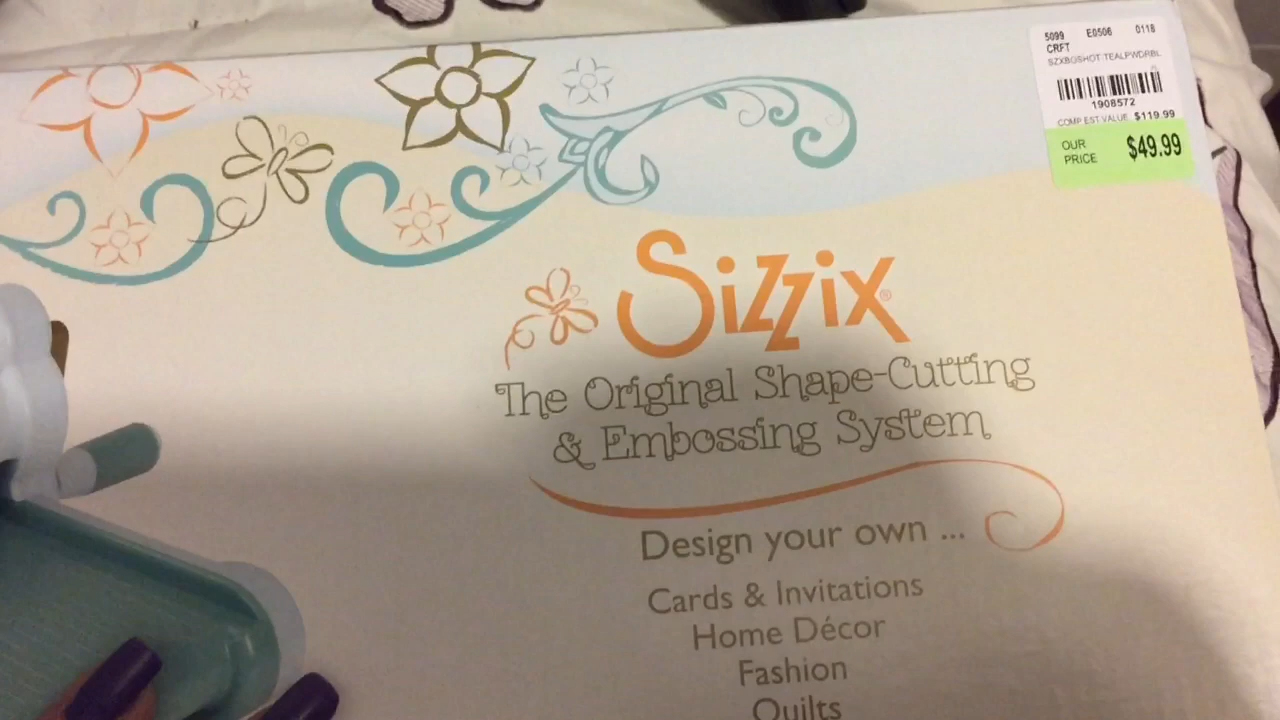 5099 E0506 0118
CRFT
SZXBGSHOT TEALPWDRBL
1908572
COMP EST. VALUE $119.99
OUR PRICE $49.99
Sizzix®
The Original Shape-Cutting
& Embossing System
Design your own ...
Cards & Invitations
Home Décor
Fashion
Quilts